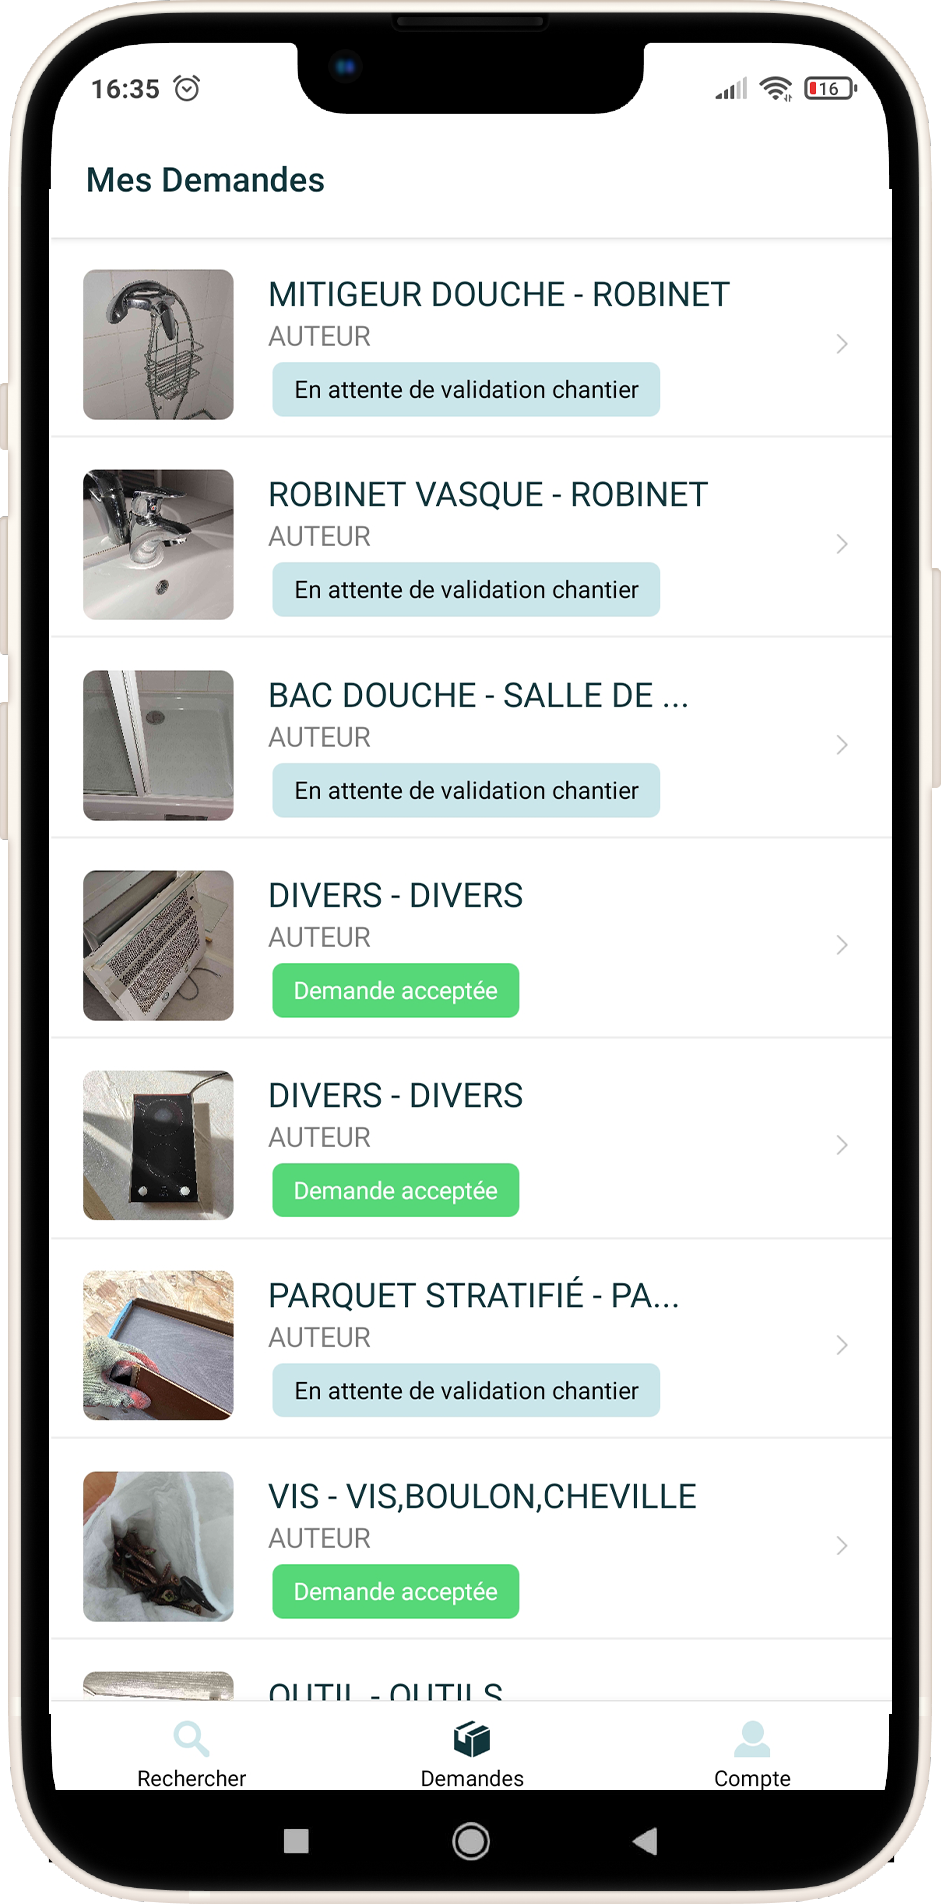 16:35
16
Mes Demandes
MITIGEUR DOUCHE - ROBINET
AUTEUR
En attente de validation chantier
ROBINET VASQUE - ROBINET
AUTEUR
En attente de validation chantier
BAC DOUCHE - SALLE DE ...
AUTEUR
En attente de validation chantier
DIVERS - DIVERS
AUTEUR
Demande acceptée
DIVERS - DIVERS
AUTEUR
Demande acceptée
PARQUET STRATIFIÉ - PA...
AUTEUR
En attente de validation chantier
VIS - VIS,BOULON,CHEVILLE
AUTEUR
Demande acceptée
OUTIL - OUTILS
Rechercher
Demandes
Compte